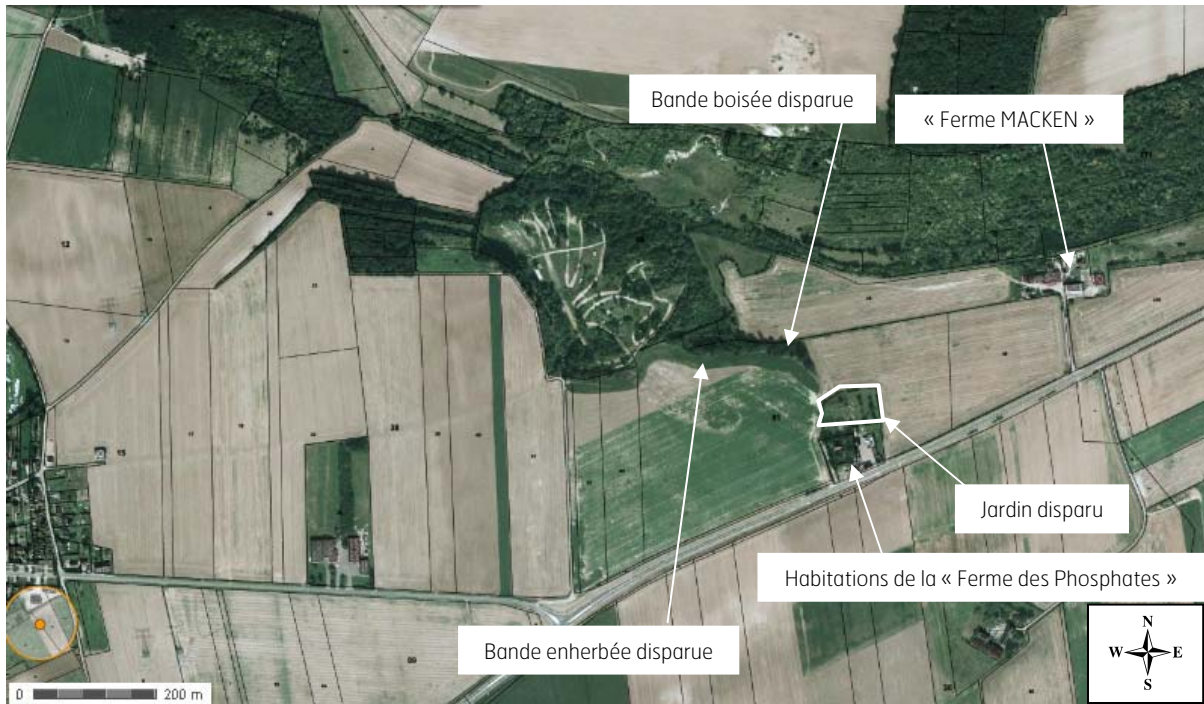 Bande boisée disparue
« Ferme MACKEN »
Jardin disparu
Habitations de la « Ferme des Phosphates »
Bande enherbée disparue
N
W E
S
0 200 m